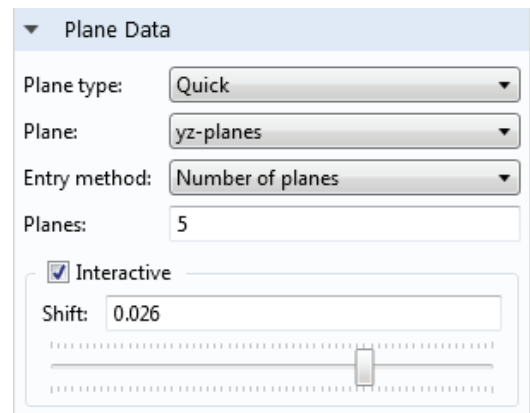 Plane Data
Plane type: Quick
Plane: yz-planes
Entry method: Number of planes
Planes: 5
Interactive
Shift: 0.026